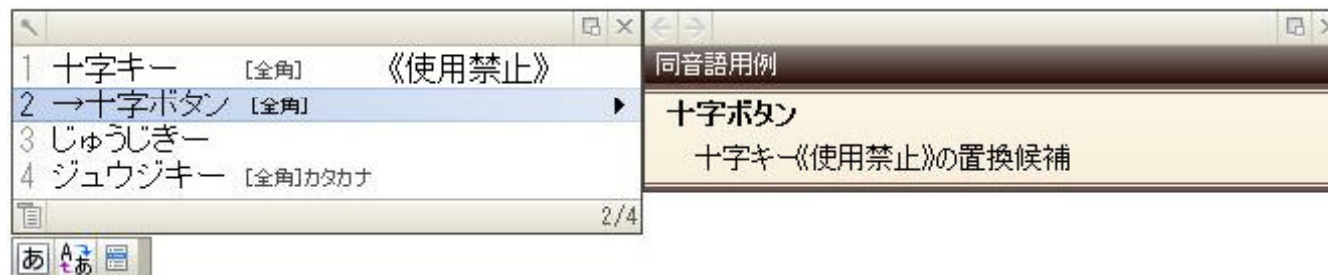 1 十字キー [全角] 《使用禁止》
2 →十字ボタン [全角]
3 じゅうじきー
4 ジュウジキー [全角]カタカナ
2/4
あ
同音語用例
十字ボタン
十字キー《使用禁止》の置換候補